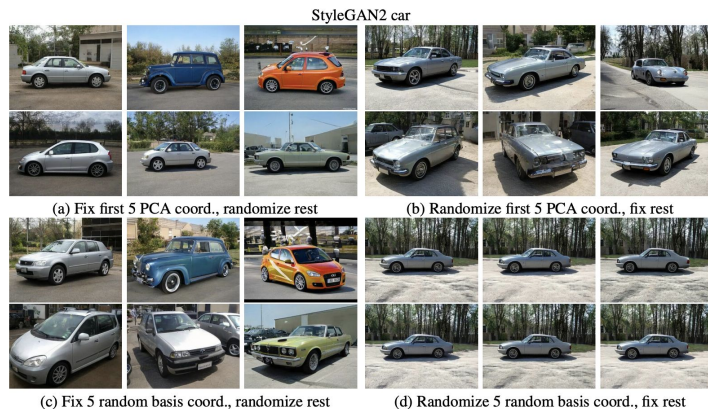 StyleGAN2 car
(a) Fix first 5 PCA coord., randomize rest
(b) Randomize first 5 PCA coord., fix rest
(c) Fix 5 random basis coord., randomize rest
(d) Randomize 5 random basis coord., fix rest